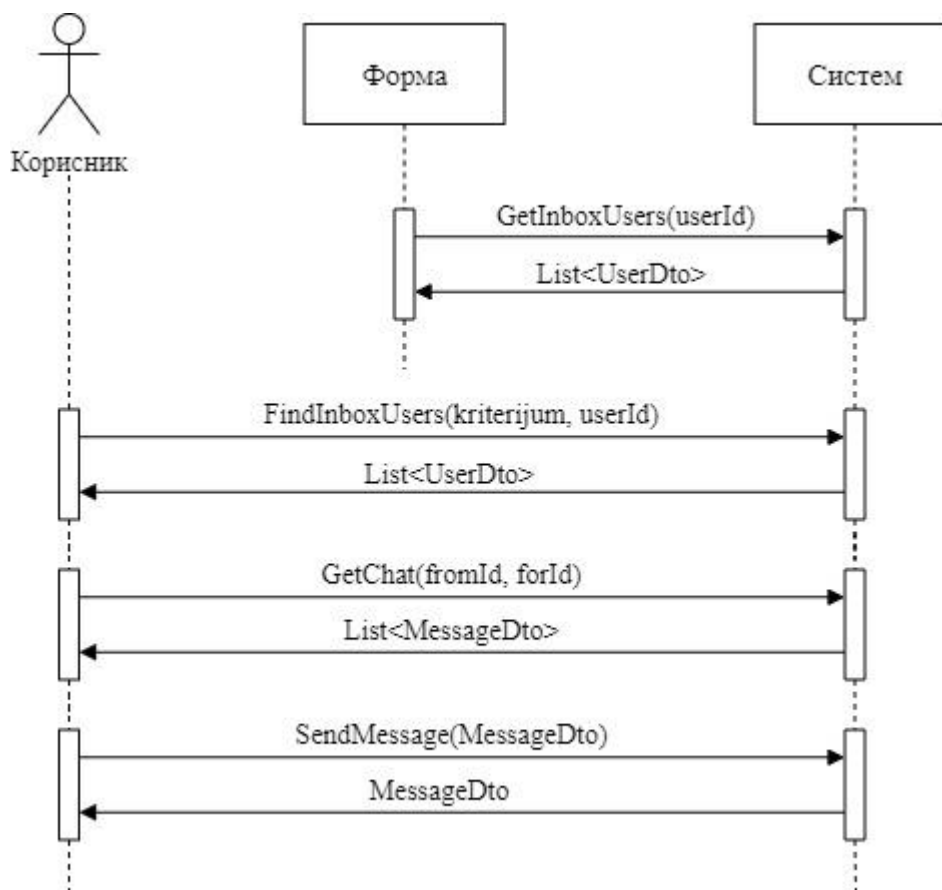 Форма
Систем
Корисник
GetInboxUsers(userId)
List<UserDto>
FindInboxUsers(kriterijum, userId)
List<UserDto>
GetChat(fromId, forId)
List<MessageDto>
SendMessage(MessageDto)
MessageDto